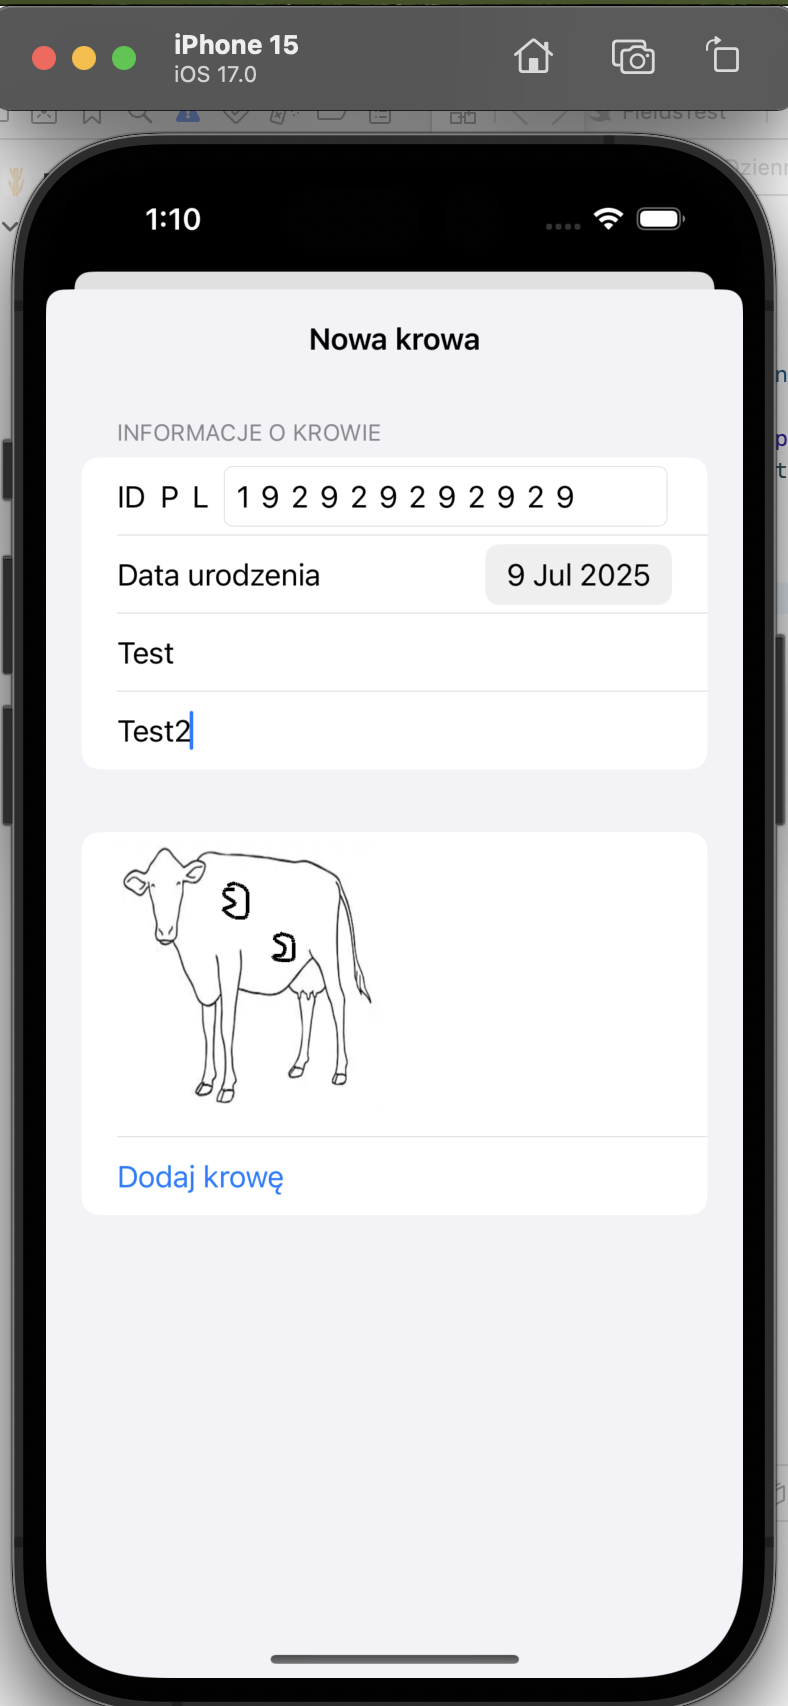 iPhone 15
iOS 17.0
FieldsTest
1:10
Nowa krowa
INFORMACJE O KROWIE
ID P L 1 9 2 9 2 9 2 9 2 9 2 9
Data urodzenia 9 Jul 2025
Test
Test2
Dodaj krowę